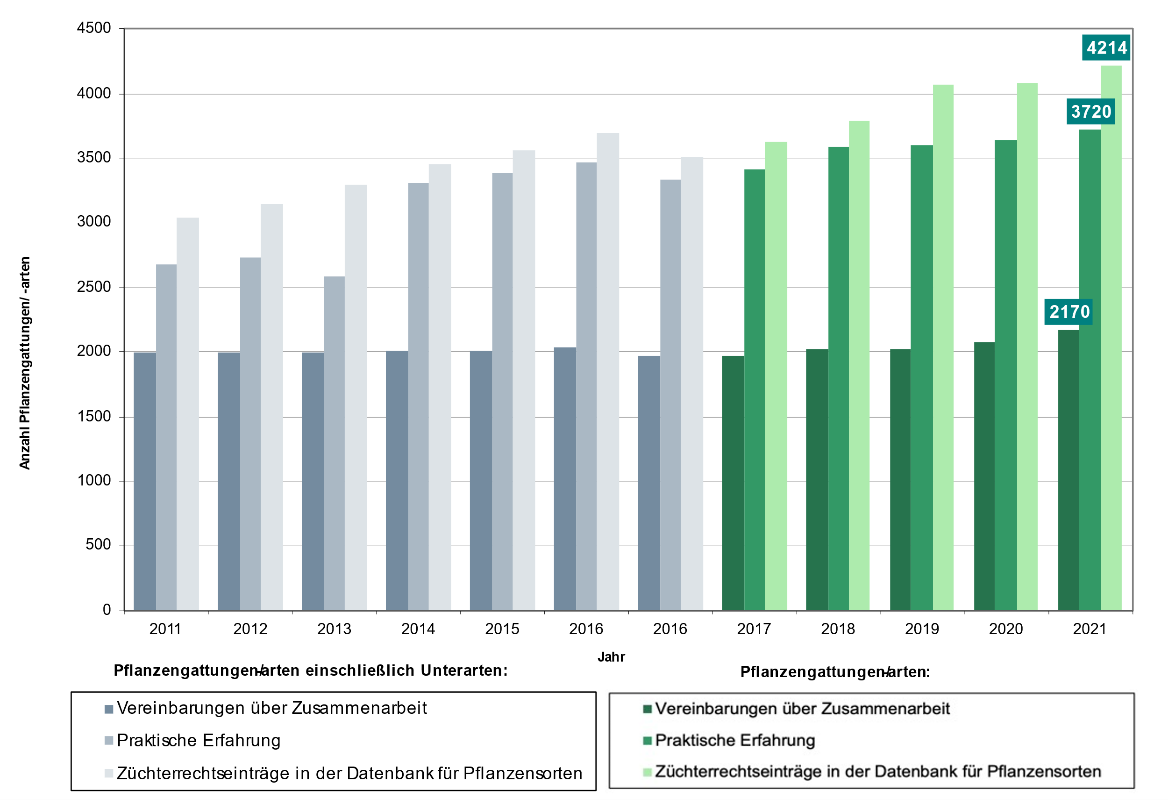 4500
4214
4000
3720
3500
3000
2500
2170
2000
1500
1000
500
0
Anzahl Pflanzengattungen/ -arten
2011 2012 2013 2014 2015 2016 2016 2017 2018 2019 2020 2021
Jahr
Pflanzengattungen/-arten einschließlich Unterarten:
Vereinbarungen über Zusammenarbeit
Praktische Erfahrung
Züchterrechtseinträge in der Datenbank für Pflanzensorten
Pflanzengattungen/-arten:
Vereinbarungen über Zusammenarbeit
Praktische Erfahrung
Züchterrechtseinträge in der Datenbank für Pflanzensorten